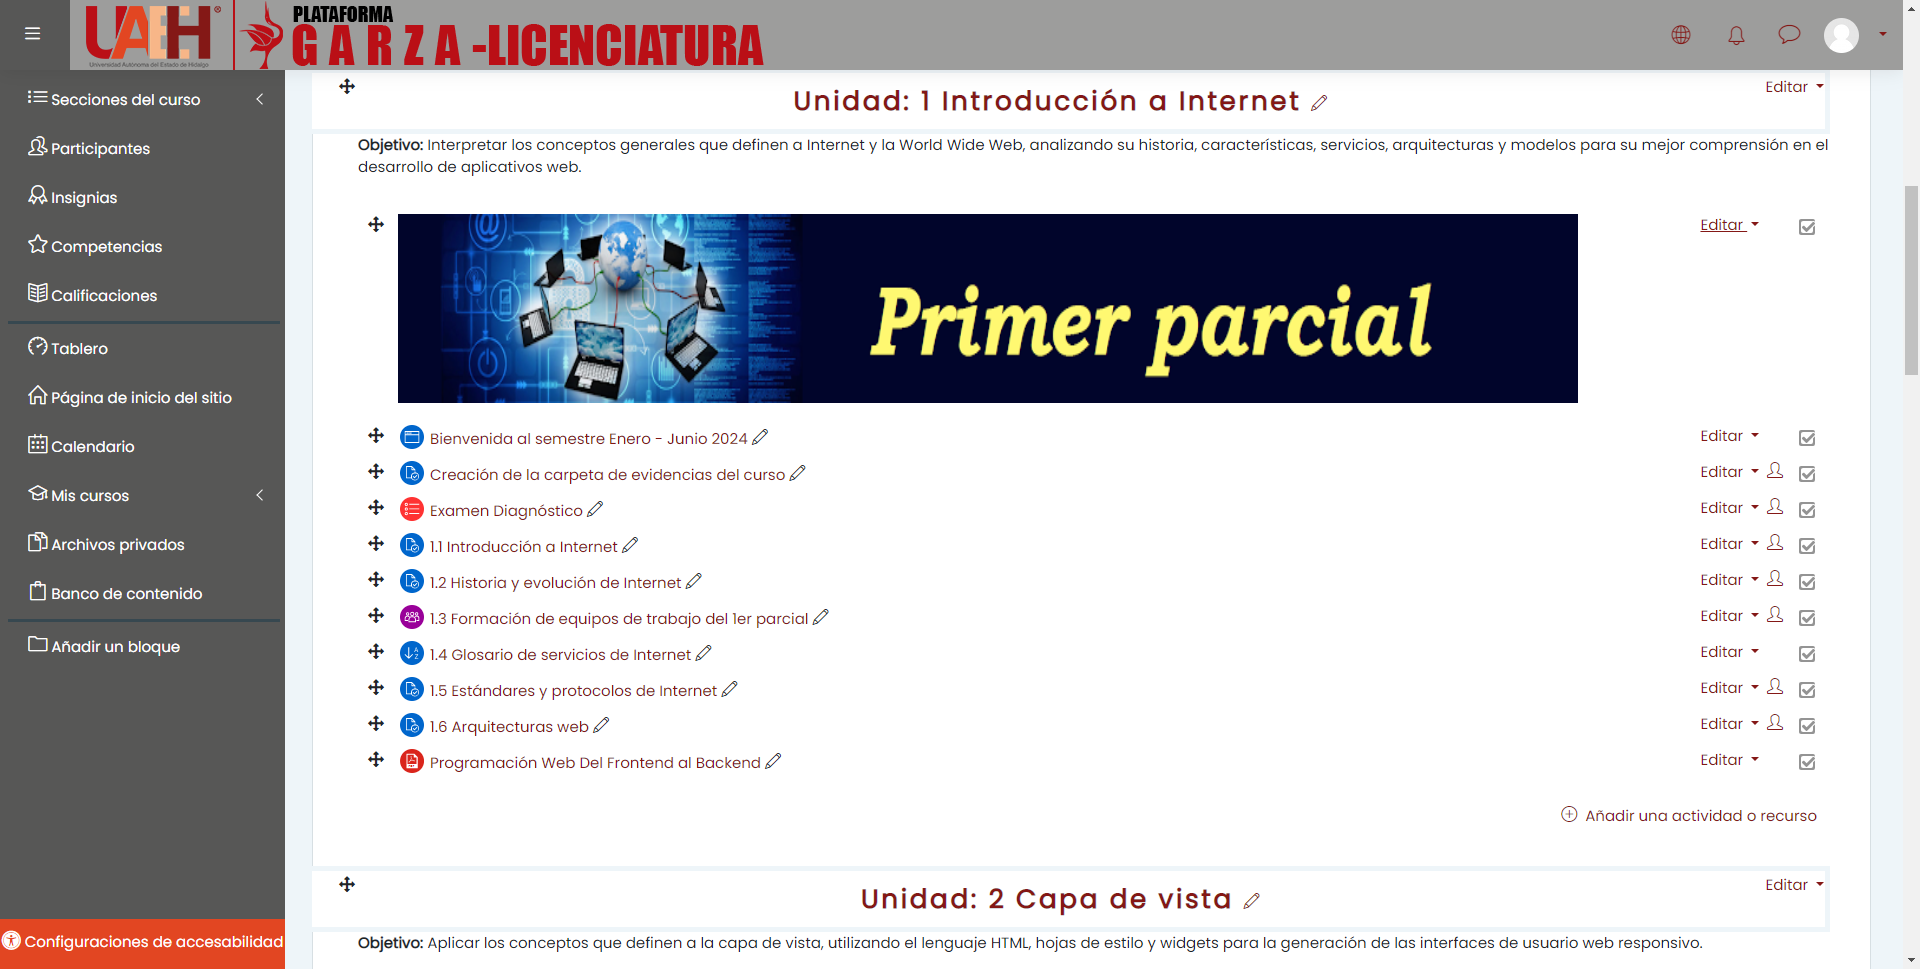 UAEH®
Universidad Autónoma del Estado de Hidalgo
PLATAFORMA
GARZA -LICENCIATURA
Secciones del curso
Participantes
Insignias
Competencias
Calificaciones
Tablero
Página de inicio del sitio
Calendario
Mis cursos
Archivos privados
Banco de contenido
Añadir un bloque
Configuraciones de accesabilidad
Unidad: 1 Introducción a Internet
Editar
Objetivo: Interpretar los conceptos generales que definen a Internet y la World Wide Web, analizando su historia, características, servicios, arquitecturas y modelos para su mejor comprensión en el
desarrollo de aplicativos web.
Primer parcial
Editar
Bienvenida al semestre Enero - Junio 2024 Editar
Creación de la carpeta de evidencias del curso Editar
Examen Diagnóstico Editar
1.1 Introducción a Internet Editar
1.2 Historia y evolución de Internet Editar
1.3 Formación de equipos de trabajo del 1er parcial Editar
1.4 Glosario de servicios de Internet Editar
1.5 Estándares y protocolos de Internet Editar
1.6 Arquitecturas web Editar
Programación Web Del Frontend al Backend Editar
Añadir una actividad o recurso
Unidad: 2 Capa de vista
Editar
Objetivo: Aplicar los conceptos que definen a la capa de vista, utilizando el lenguaje HTML, hojas de estilo y widgets para la generación de las interfaces de usuario web responsivo.